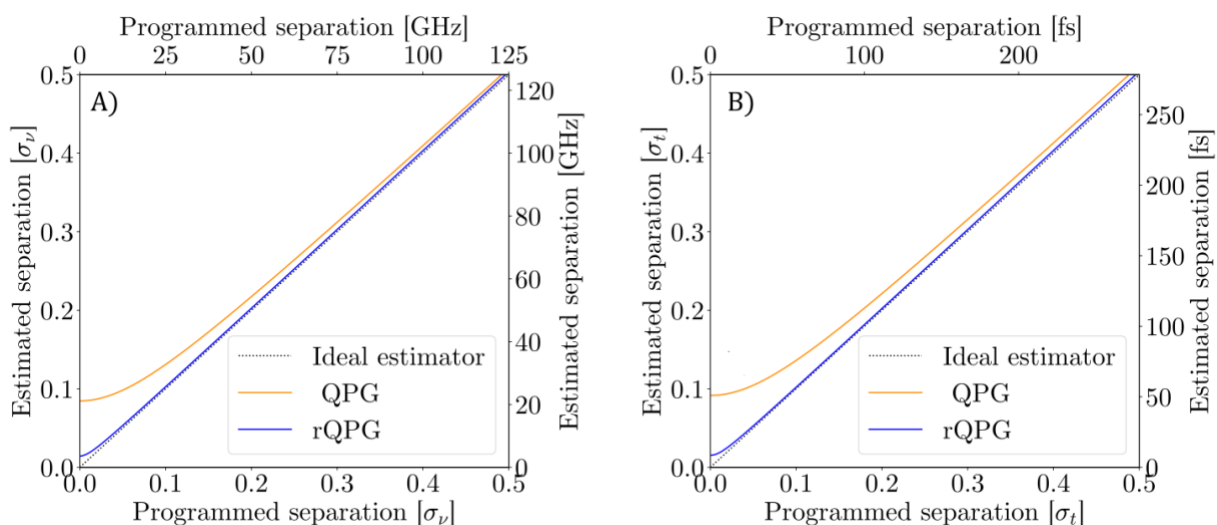 Programmed separation [GHz]
0 25 50 75 100 125
A)
Estimated separation [σ_ν]
0.5
0.4
0.3
0.2
0.1
0.0
Estimated separation [GHz]
120
100
80
60
40
20
0
Ideal estimator
QPG
rQPG
0.0 0.1 0.2 0.3 0.4 0.5
Programmed separation [σ_ν]
Programmed separation [fs]
0 100 200
B)
Estimated separation [σ_t]
0.5
0.4
0.3
0.2
0.1
0.0
Estimated separation [fs]
250
200
150
100
50
0
Ideal estimator
QPG
rQPG
0.0 0.1 0.2 0.3 0.4 0.5
Programmed separation [σ_t]